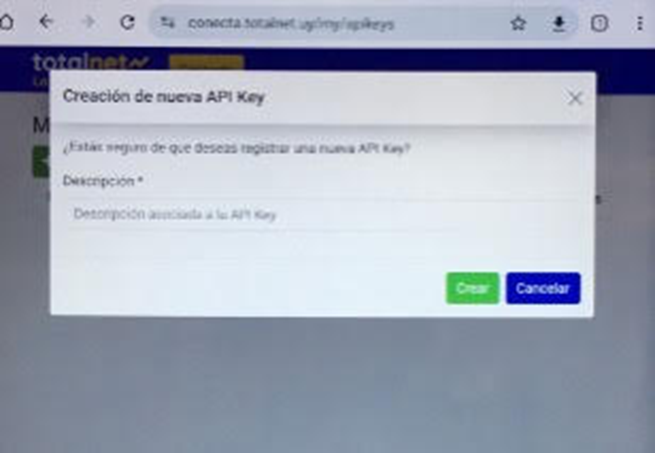 conecta.totalnet.uy/my/apikeys
totalnet
M
Creación de nueva API Key
¿Estás seguro de que deseas registrar una nueva API Key?
Descripción *
Descripción asociada a tu API Key
Crear
Cancelar